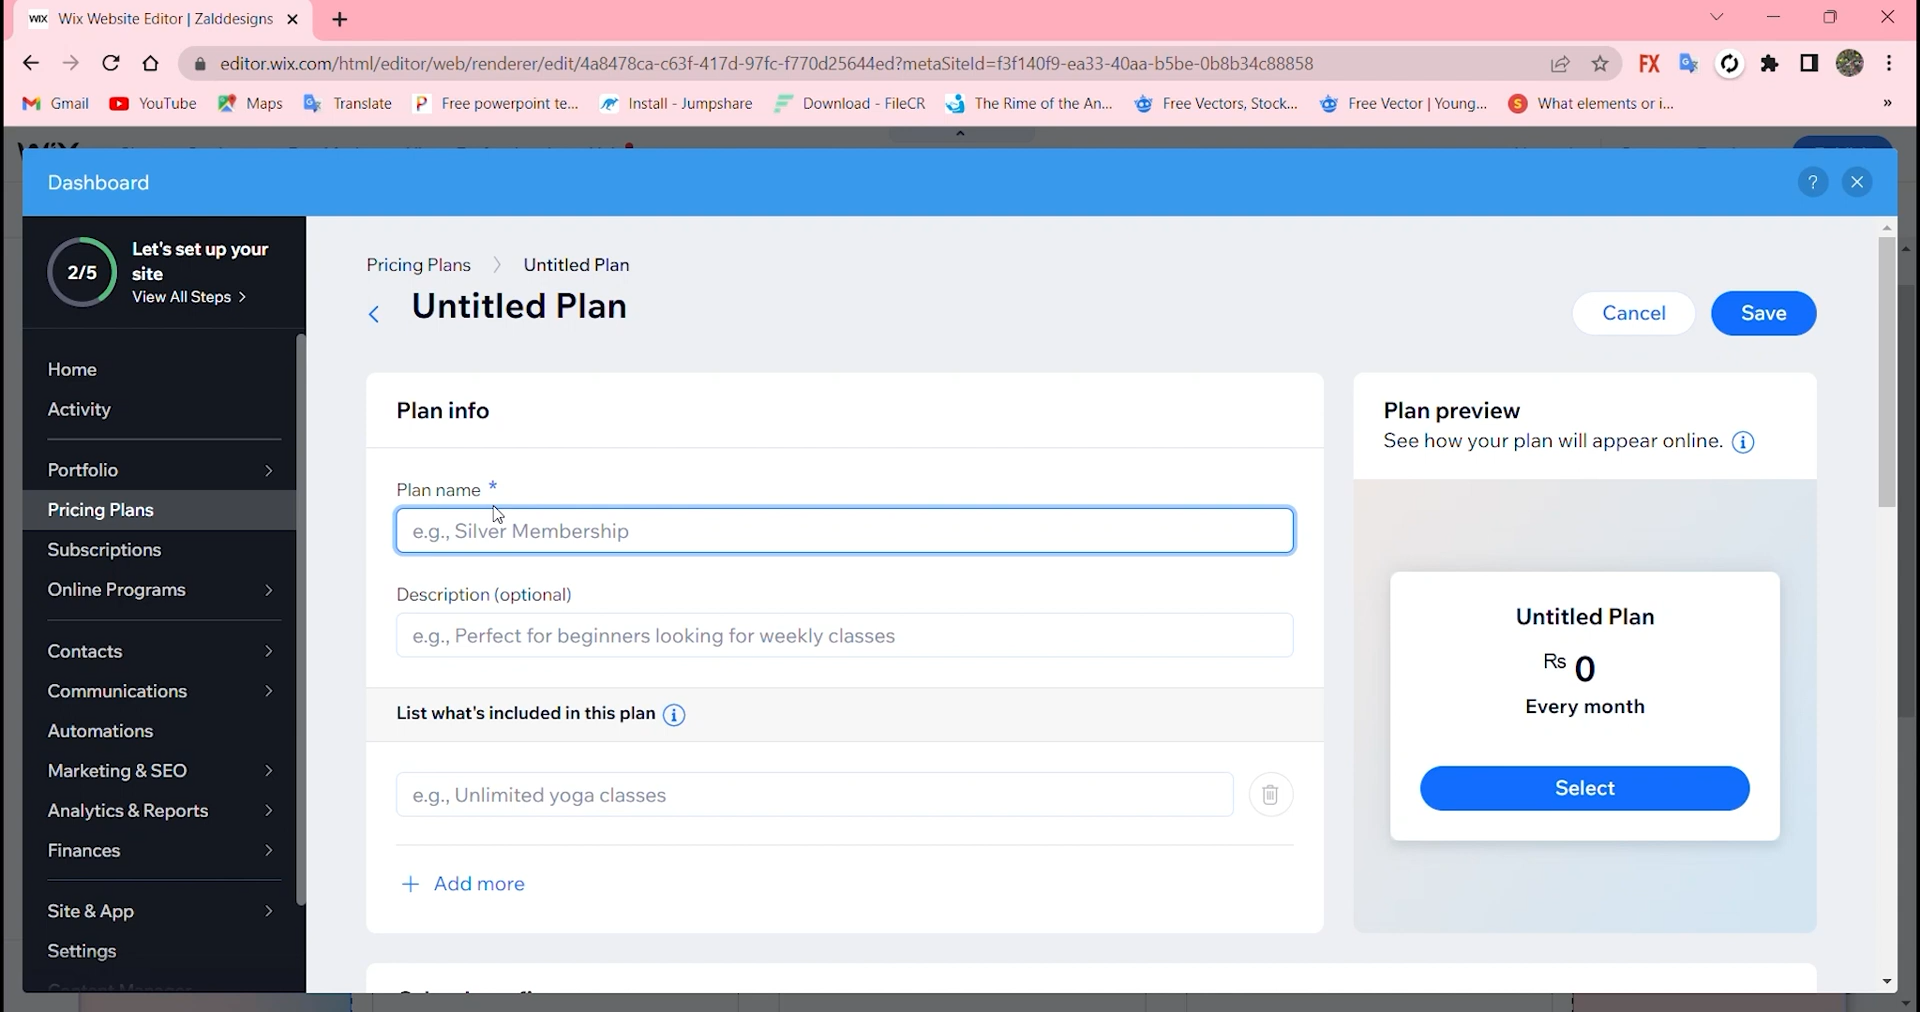 WIX Wix Website Editor | Zalddesigns
editor.wix.com/html/editor/web/renderer/edit/4a8478ca-c63f-417d-97fc-f770d25644ed?metaSiteId=f3f140f9-ea33-40aa-b5be-0b8b34c88858
FX
Gmail YouTube Maps Translate P Free powerpoint te... Install - Jumpshare Download - FileCR The Rime of the An... Free Vectors, Stock... Free Vector | Young... S What elements or i... »
Dashboard
?
2/5
Let's set up your
site
View All Steps >
Home
Activity
Portfolio
Pricing Plans
Subscriptions
Online Programs
Contacts
Communications
Automations
Marketing & SEO
Analytics & Reports
Finances
Site & App
Settings
Pricing Plans > Untitled Plan
Untitled Plan
Cancel
Save
Plan info
Plan name *
e.g., Silver Membership
Description (optional)
e.g., Perfect for beginners looking for weekly classes
List what's included in this plan
e.g., Unlimited yoga classes
+ Add more
Plan preview
See how your plan will appear online.
Untitled Plan
Rs 0
Every month
Select